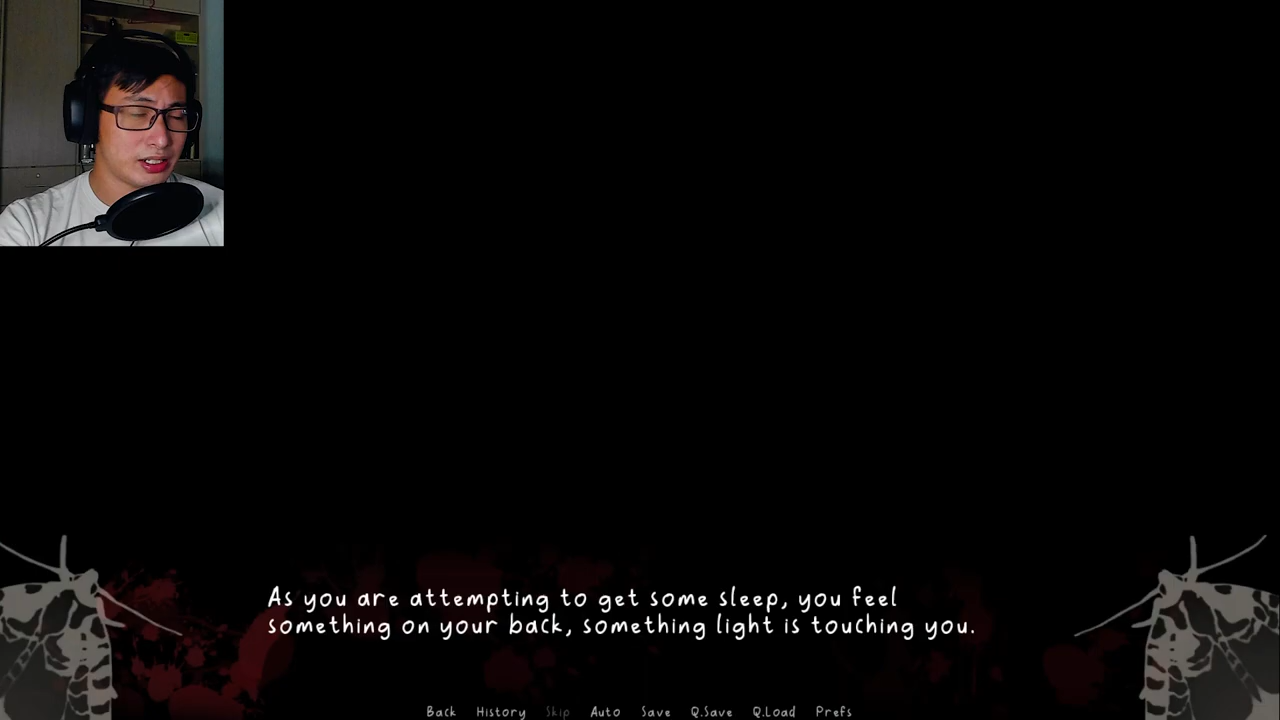 As you are attempting to get some sleep, you feel
something on your back, something light is touching you.
Back History Skip Auto Save Q.Save Q.Load Prefs